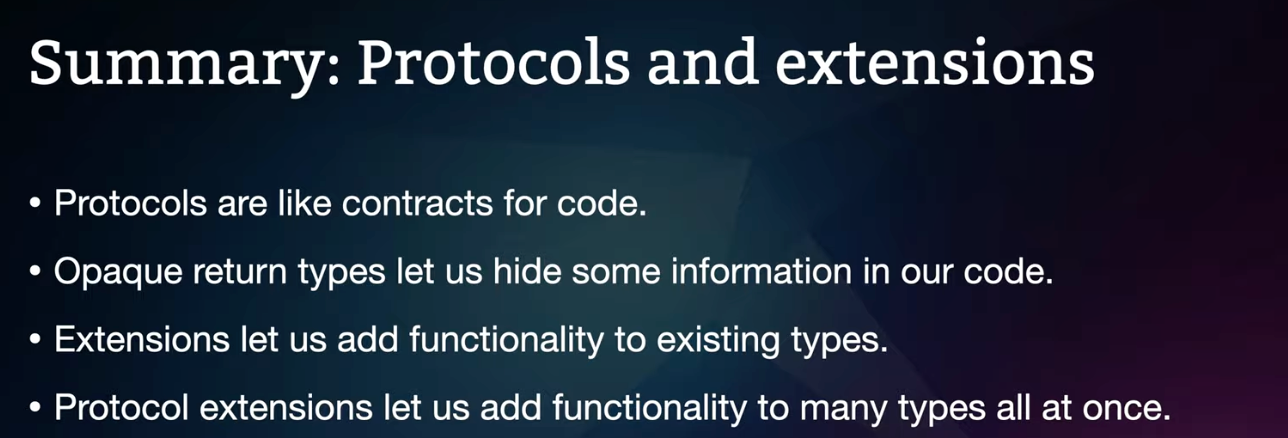 Summary: Protocols and extensions
• Protocols are like contracts for code.
• Opaque return types let us hide some information in our code.
• Extensions let us add functionality to existing types.
• Protocol extensions let us add functionality to many types all at once.